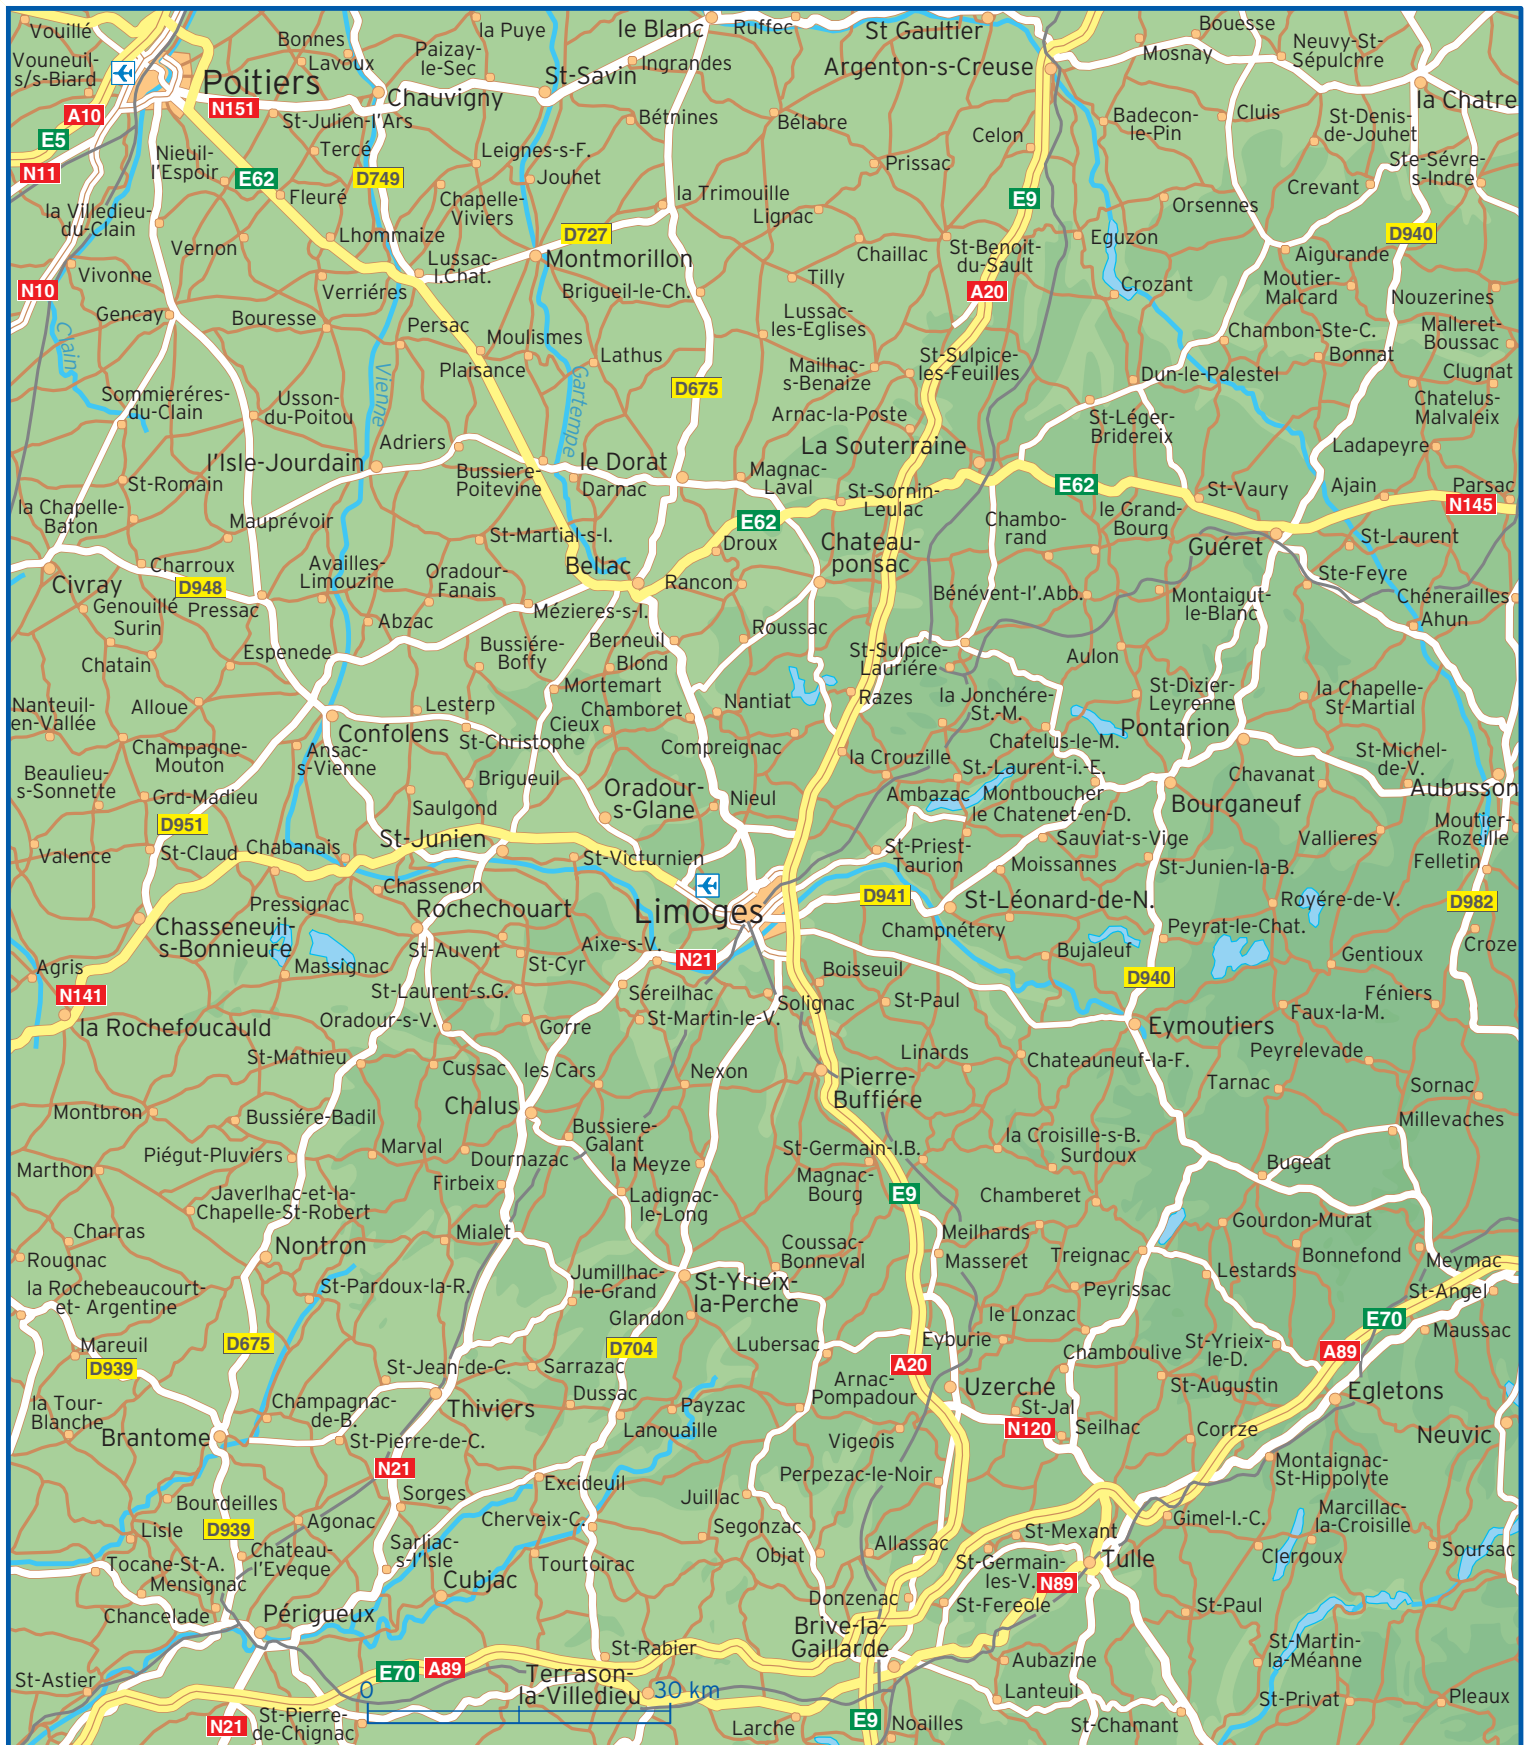 Vouillé
Bonnes
la Puye
le Blanc
Ruffec
St Gaultier
Bouesse
Vouneuil-
s/s-Biard
Lavoux
Paizay-
le-Sec
Ingrandes
Argenton-s-Creuse
Mosnay
Neuvy-St-
Sépulchre
Poitiers
St-Savin
Chauvigny
la Chatre
A10
N151
St-Julien-l'Ars
Bétnines
Bélabre
Badecon-
le-Pin
Cluis
St-Denis-
de-Jouhet
E5
Nieuil-
l'Espoir
Tercé
Leignes-s-F.
Celon
N11
E62
D749
Jouhet
Prissac
Ste-Sévre-
s-Indre
Fleuré
Chapelle-
Viviers
la Trimouille
E9
Crevant
la Villedieu-
du-Clain
Lignac
Orsennes
Vernon
Lhommaize
D727
Eguzon
D940
Vivonne
Lussac-
l.Chat.
Montmorillon
Chaillac
St-Benoit-
du-Sault
Aigurande
N10
Verriéres
Brigueil-le-Ch.
Tilly
A20
Crozant
Moutier-
Malcard
Nouzerines
Gencay
Bouresse
Persac
Moulismes
Lussac-
les-Eglises
Chambon-Ste-C.
Malleret-
Boussac
Clain
Vienne
Gartempe
Plaisance
Lathus
Mailhac-
s-Benaize
St-Sulpice-
les-Feuilles
Bonnat
Sommieréres-
du-Clain
Usson-
du-Poitou
D675
Dun-le-Palestel
Clugnat
Adriers
Arnac-la-Poste
St-Léger-
Bridereix
Chatelus-
Malvaleix
l'Isle-Jourdain
le Dorat
La Souterraine
Ladapeyre
St-Romain
Bussiere-
Poitevine
Darnac
Magnac-
Laval
St-Sornin-
Leulac
E62
St-Vaury
Ajain
Parsac
la Chapelle-
Baton
Mauprévoir
St-Martial-s-l.
E62
Chambo-
rand
le Grand-
Bourg
N145
Civray
Charroux
Availles-
Limouzine
Bellac
Droux
Chateau-
ponsac
Guéret
St-Laurent
Genouillé
D948
Oradour-
Fanais
Rancon
Ste-Feyre
Surin
Pressac
Abzac
Mézieres-s-l.
Bénévent-l'.Abb.
Montaigut-
le-Blanc
Chénerailles
Chatain
Espenede
Bussiére-
Boffy
Berneuil
Roussac
Ahun
Blond
St-Sulpice-
Lauriére
Aulon
Nanteuil-
en-Vallée
Alloue
Lesterp
Mortemart
Chamboret
Nantiat
Razes
la Jonchére-
St.-M.
St-Dizier-
Leyrenne
la Chapelle-
St-Martial
Champagne-
Mouton
Confolens
St-Christophe
Cieux
Compreignac
Chatelus-le-M.
Pontarion
Beaulieu-
s-Sonnette
Ansac-
s-Vienne
Brigueuil
la Crouzille
St.-Laurent-i.-E.
St-Michel-
de-V.
Grd-Madieu
Saulgond
Oradour-
s-Glane
Nieul
Ambazac
Montboucher
Chavanat
Aubusson
D951
St-Junien
le Chatenet-en-D.
Bourganeuf
Valence
St-Claud
Chabanais
St-Victurnien
St-Priest-
Taurion
Sauviat-s-Vige
Vallieres
Moutier-
Rozeille
Chassenon
Moissannes
St-Junien-la-B.
Felletin
Pressignac
Rochechouart
Limoges
D941
St-Léonard-de-N.
Royére-de-V.
D982
Chasseneuil-
s-Bonnieure
St-Auvent
Aixe-s-V.
N21
Champnétery
Peyrat-le-Chat.
Croze
Agris
Massignac
St-Cyr
Boisseuil
Bujaleuf
D940
Gentioux
N141
St-Laurent-s.G.
Séreilhac
Solignac
St-Paul
Féniers
la Rochefoucauld
Oradour-s-V.
Gorre
St-Martin-le-V.
Eymoutiers
Faux-la-M.
St-Mathieu
Cussac
les Cars
Nexon
Linards
Chateauneuf-la-F.
Peyrelevade
Montbron
Bussiére-Badil
Chalus
Pierre-
Buffiére
Tarnac
Sornac
Piégut-Pluviers
Marval
Bussiere-
Galant
la Croisille-s-B.
Millevaches
Marthon
Dournazac
la Meyze
St-Germain-l.B.
Surdoux
Bugeat
Javerlhac-et-la-
Chapelle-St-Robert
Firbeix
Ladignac-
le-Long
Magnac-
Bourg
E9
Chamberet
Charras
Mialet
Meilhards
Gourdon-Murat
Rougnac
Nontron
Coussac-
Bonneval
Masseret
Treignac
Bonnefond
Meymac
la Rochebeaucourt-
et- Argentine
St-Pardoux-la-R.
Jumillhac-
le-Grand
St-Yrieix-
la-Perche
Peyrissac
Lestards
St-Angel
Mareuil
D675
Glandon
Lubersac
le Lonzac
E70
D939
St-Jean-de-C.
Sarrazac
D704
Eyburie
Chamboulive
St-Yrieix-
le-D.
A89
Maussac
la Tour-
Blanche
Champagnac-
de-B.
Thiviers
Dussac
Payzac
Arnac-
Pompadour
A20
Uzerche
St-Augustin
Egletons
Brantome
St-Pierre-de-C.
Lanouaille
Vigeois
St-Jal
N120
Seilhac
Corrze
Neuvic
N21
Perpezac-le-Noir
Montaignac-
St-Hippolyte
Bourdeilles
Sorges
Excideuil
Juillac
Lisle
D939
Agonac
Cherveix-C.
Segonzac
Allassac
St-Mexant
Gimel-l.-C.
Marcillac-
la-Croisille
Tocane-St-A.
Château-
l'Eveque
Sarliac-
s-l'Isle
Tourtoirac
Objat
St-Germain-
les-V.
Tulle
Clergoux
Soursac
Mensignac
Cubjac
Donzenac
N89
Chancelade
Périgueux
Brive-la-
Gaillarde
St-Fereole
St-Paul
St-Astier
E70
A89
St-Rabier
Terrason-
la-Villedieu
Aubazine
St-Martin-
la-Méanne
0
30 km
Lanteuil
St-Privat
Pleaux
N21
St-Pierre-
de-Chignac
Larche
E9
Noailles
St-Chamant